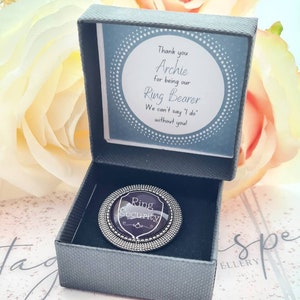 Thank you
Archie
for being our
Ring Bearer
We can't say "I do"
without you!
Ring
Security